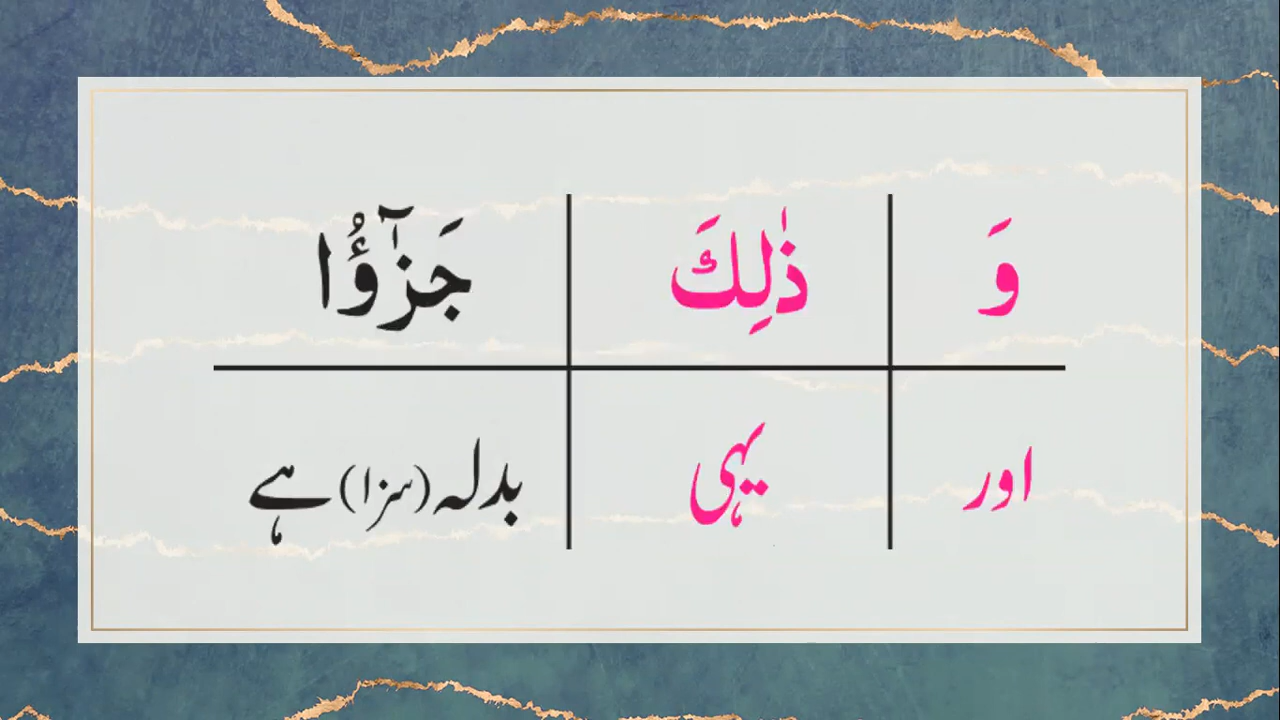 وَ ذٰلِكَ جَزٰٓؤُا
اور یہی بدلہ (سزا) ہے